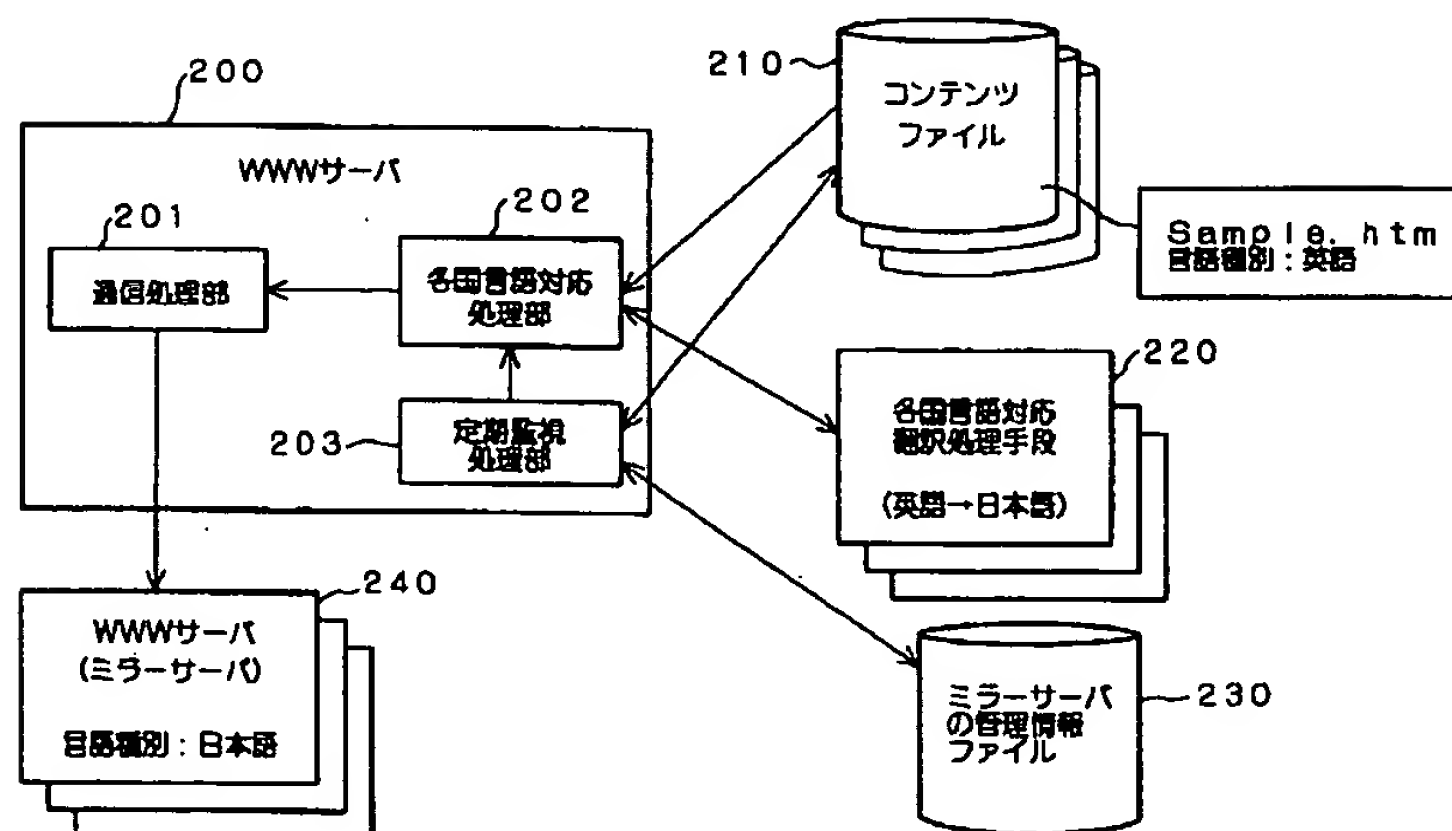 200
WWWサーバ
201
通信処理部
202
各国言語対応
処理部
203
定期監視
処理部
210
コンテンツ
ファイル
Sample.htm
言語種別：英語
220
各国言語対応
翻訳処理手段
(英語→日本語)
230
ミラーサーバ
の管理情報
ファイル
240
WWWサーバ
(ミラーサーバ)
言語種別：日本語